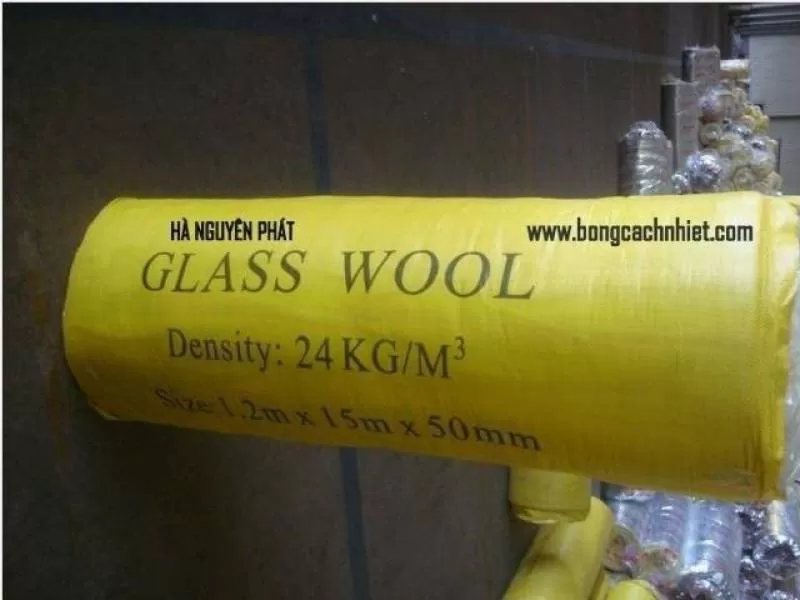 HÀ NGUYÊN PHÁT
www.bongcachnhiet.com
GLASS WOOL
Density: 24KG/M³
Size:1.2m x 15m x 50mm